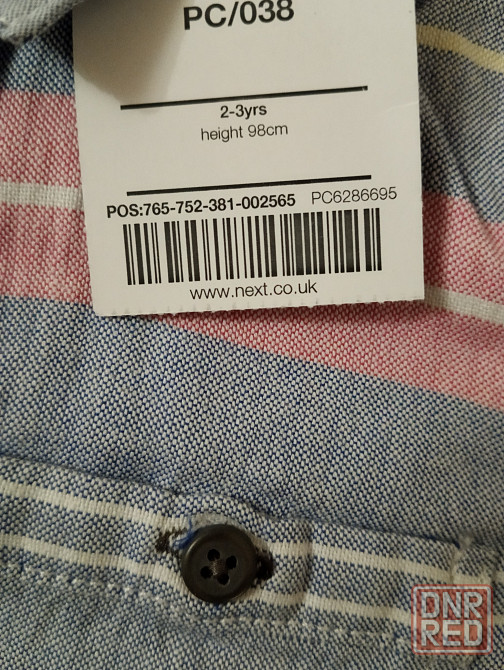 PC/038
2-3yrs
height 98cm
POS:765-752-381-002565 PC6286695
www.next.co.uk
DNR
RED